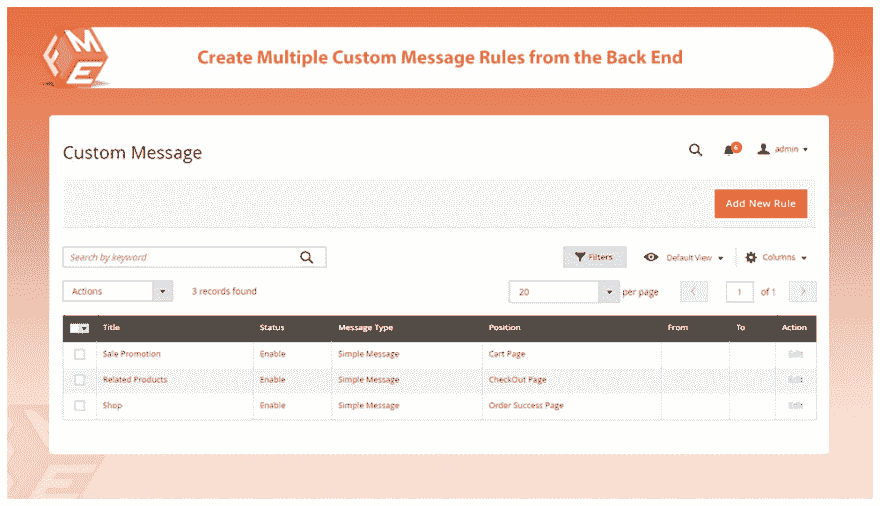 FME
Create Multiple Custom Message Rules from the Back End
Custom Message
6
admin
Add New Rule
Search by keyword
Filters
Default View
Columns
Actions
3 records found
20
per page
1
of 1
Title Status Message Type Position From To Action
Sale Promotion Enable Simple Message Cart Page Edit
Related Products Enable Simple Message CheckOut Page Edit
Shop Enable Simple Message Order Success Page Edit